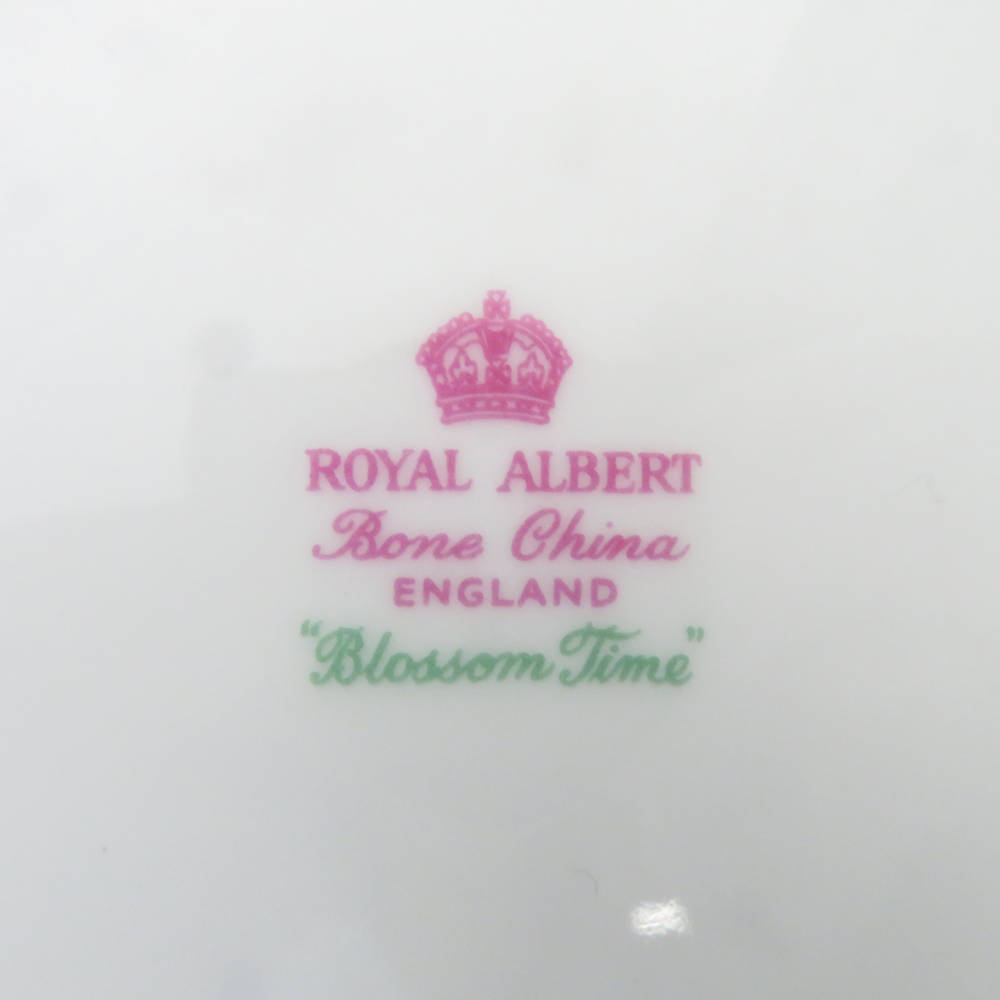 ROYAL ALBERT
Bone China
ENGLAND
"Blossom Time"